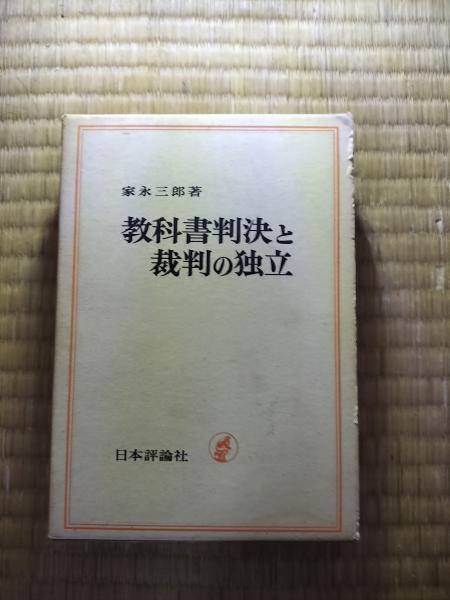 家永三郎著
教科書判決と
裁判の独立
日本評論社